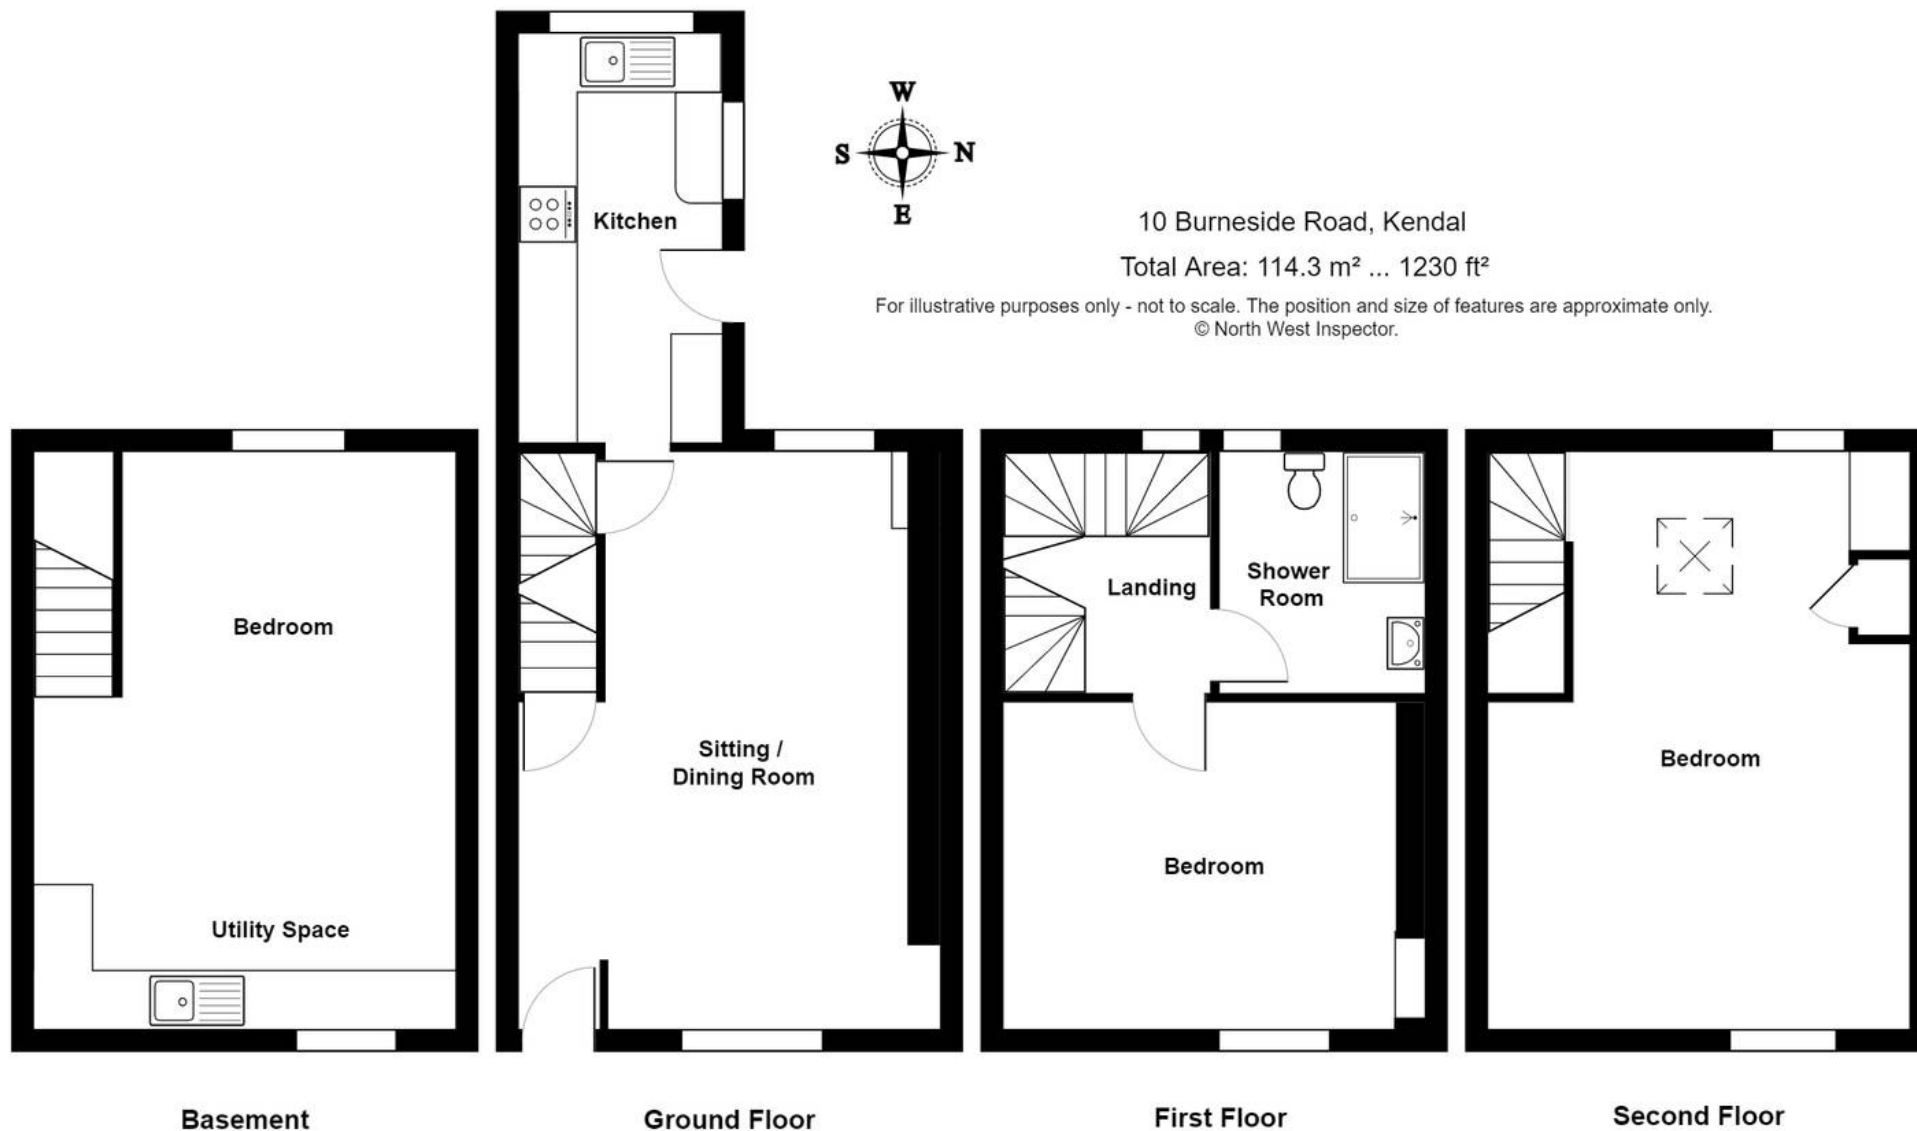 Kitchen
W
S
N
E
10 Burneside Road, Kendal
Total Area: 114.3 m² ... 1230 ft²
For illustrative purposes only - not to scale. The position and size of features are approximate only.
© North West Inspector.
Bedroom
Utility Space
Sitting /
Dining Room
Landing
Shower
Room
Bedroom
Bedroom
Basement
Ground Floor
First Floor
Second Floor